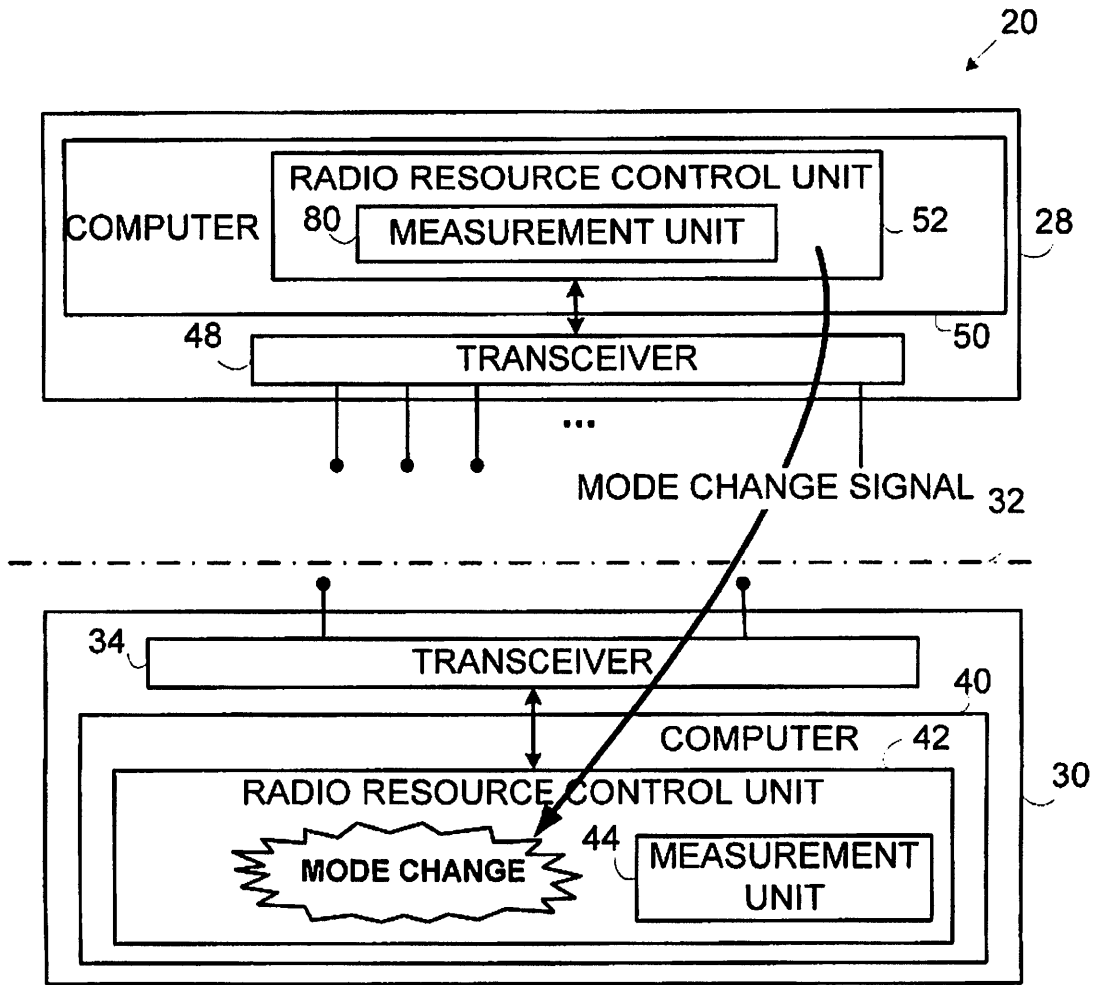 20
RADIO RESOURCE CONTROL UNIT
COMPUTER
80
MEASUREMENT UNIT
52
28
48
50
TRANSCEIVER
...
MODE CHANGE SIGNAL
32
34
TRANSCEIVER
40
COMPUTER
42
RADIO RESOURCE CONTROL UNIT
30
MODE CHANGE
44
MEASUREMENT
UNIT